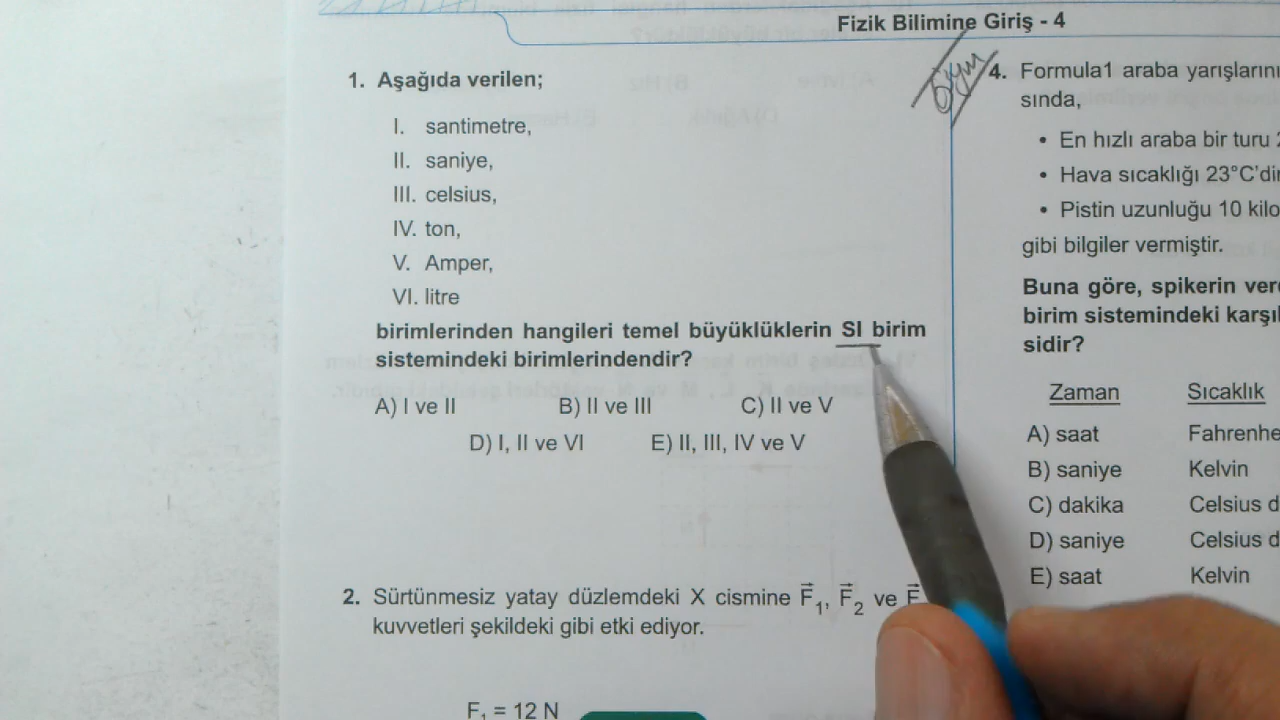 Fizik Bilimine Giriş - 4
1. Aşağıda verilen;
I. santimetre,
II. saniye,
III. celsius,
IV. ton,
V. Amper,
VI. litre
birimlerinden hangileri temel büyüklüklerin SI birim
sistemindeki birimlerindendir?
A) I ve II B) II ve III C) II ve V
D) I, II ve VI E) II, III, IV ve V
2. Sürtünmesiz yatay düzlemdeki X cismine F⃗₁, F⃗₂ ve F⃗
kuvvetleri şekildeki gibi etki ediyor.
F₁ = 12 N
4. Formula1 araba yarışlarını
sında,
• En hızlı araba bir turu
• Hava sıcaklığı 23°C'di
• Pistin uzunluğu 10 kilo
gibi bilgiler vermiştir.
Buna göre, spikerin ver
birim sistemindeki karşıl
sidir?
Zaman Sıcaklık
A) saat Fahrenhe
B) saniye Kelvin
C) dakika Celsius d
D) saniye Celsius d
E) saat Kelvin